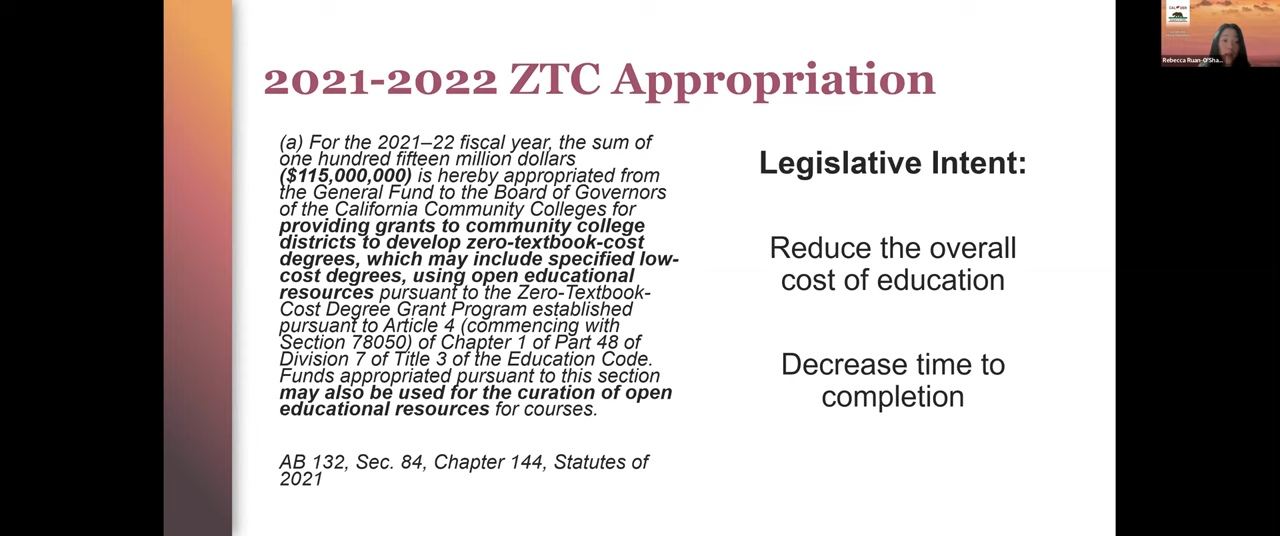 2021-2022 ZTC Appropriation
(a) For the 2021–22 fiscal year, the sum of
one hundred fifteen million dollars
($115,000,000) is hereby appropriated from
the General Fund to the Board of Governors
of the California Community Colleges for
providing grants to community college
districts to develop zero-textbook-cost
degrees, which may include specified low-
cost degrees, using open educational
resources pursuant to the Zero-Textbook-
Cost Degree Grant Program established
pursuant to Article 4 (commencing with
Section 78050) of Chapter 1 of Part 48 of
Division 7 of Title 3 of the Education Code.
Funds appropriated pursuant to this section
may also be used for the curation of open
educational resources for courses.
AB 132, Sec. 84, Chapter 144, Statutes of
2021
Legislative Intent:
Reduce the overall
cost of education
Decrease time to
completion
Rebecca Ruan-O'Sha...